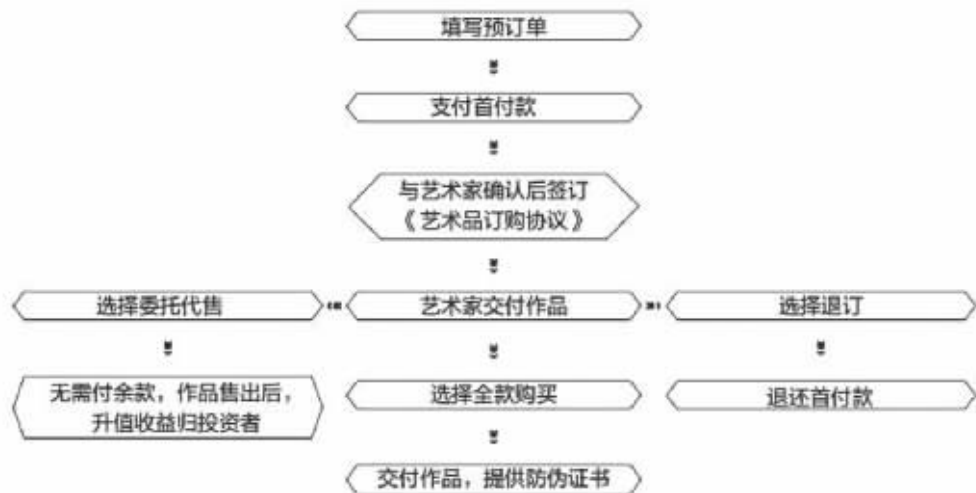 填写预订单
支付首付款
与艺术家确认后签订
《艺术品订购协议》
选择委托代售
艺术家交付作品
选择退订
无需付余款，作品售出后，
升值收益归投资者
选择全款购买
退还首付款
交付作品，提供防伪证书